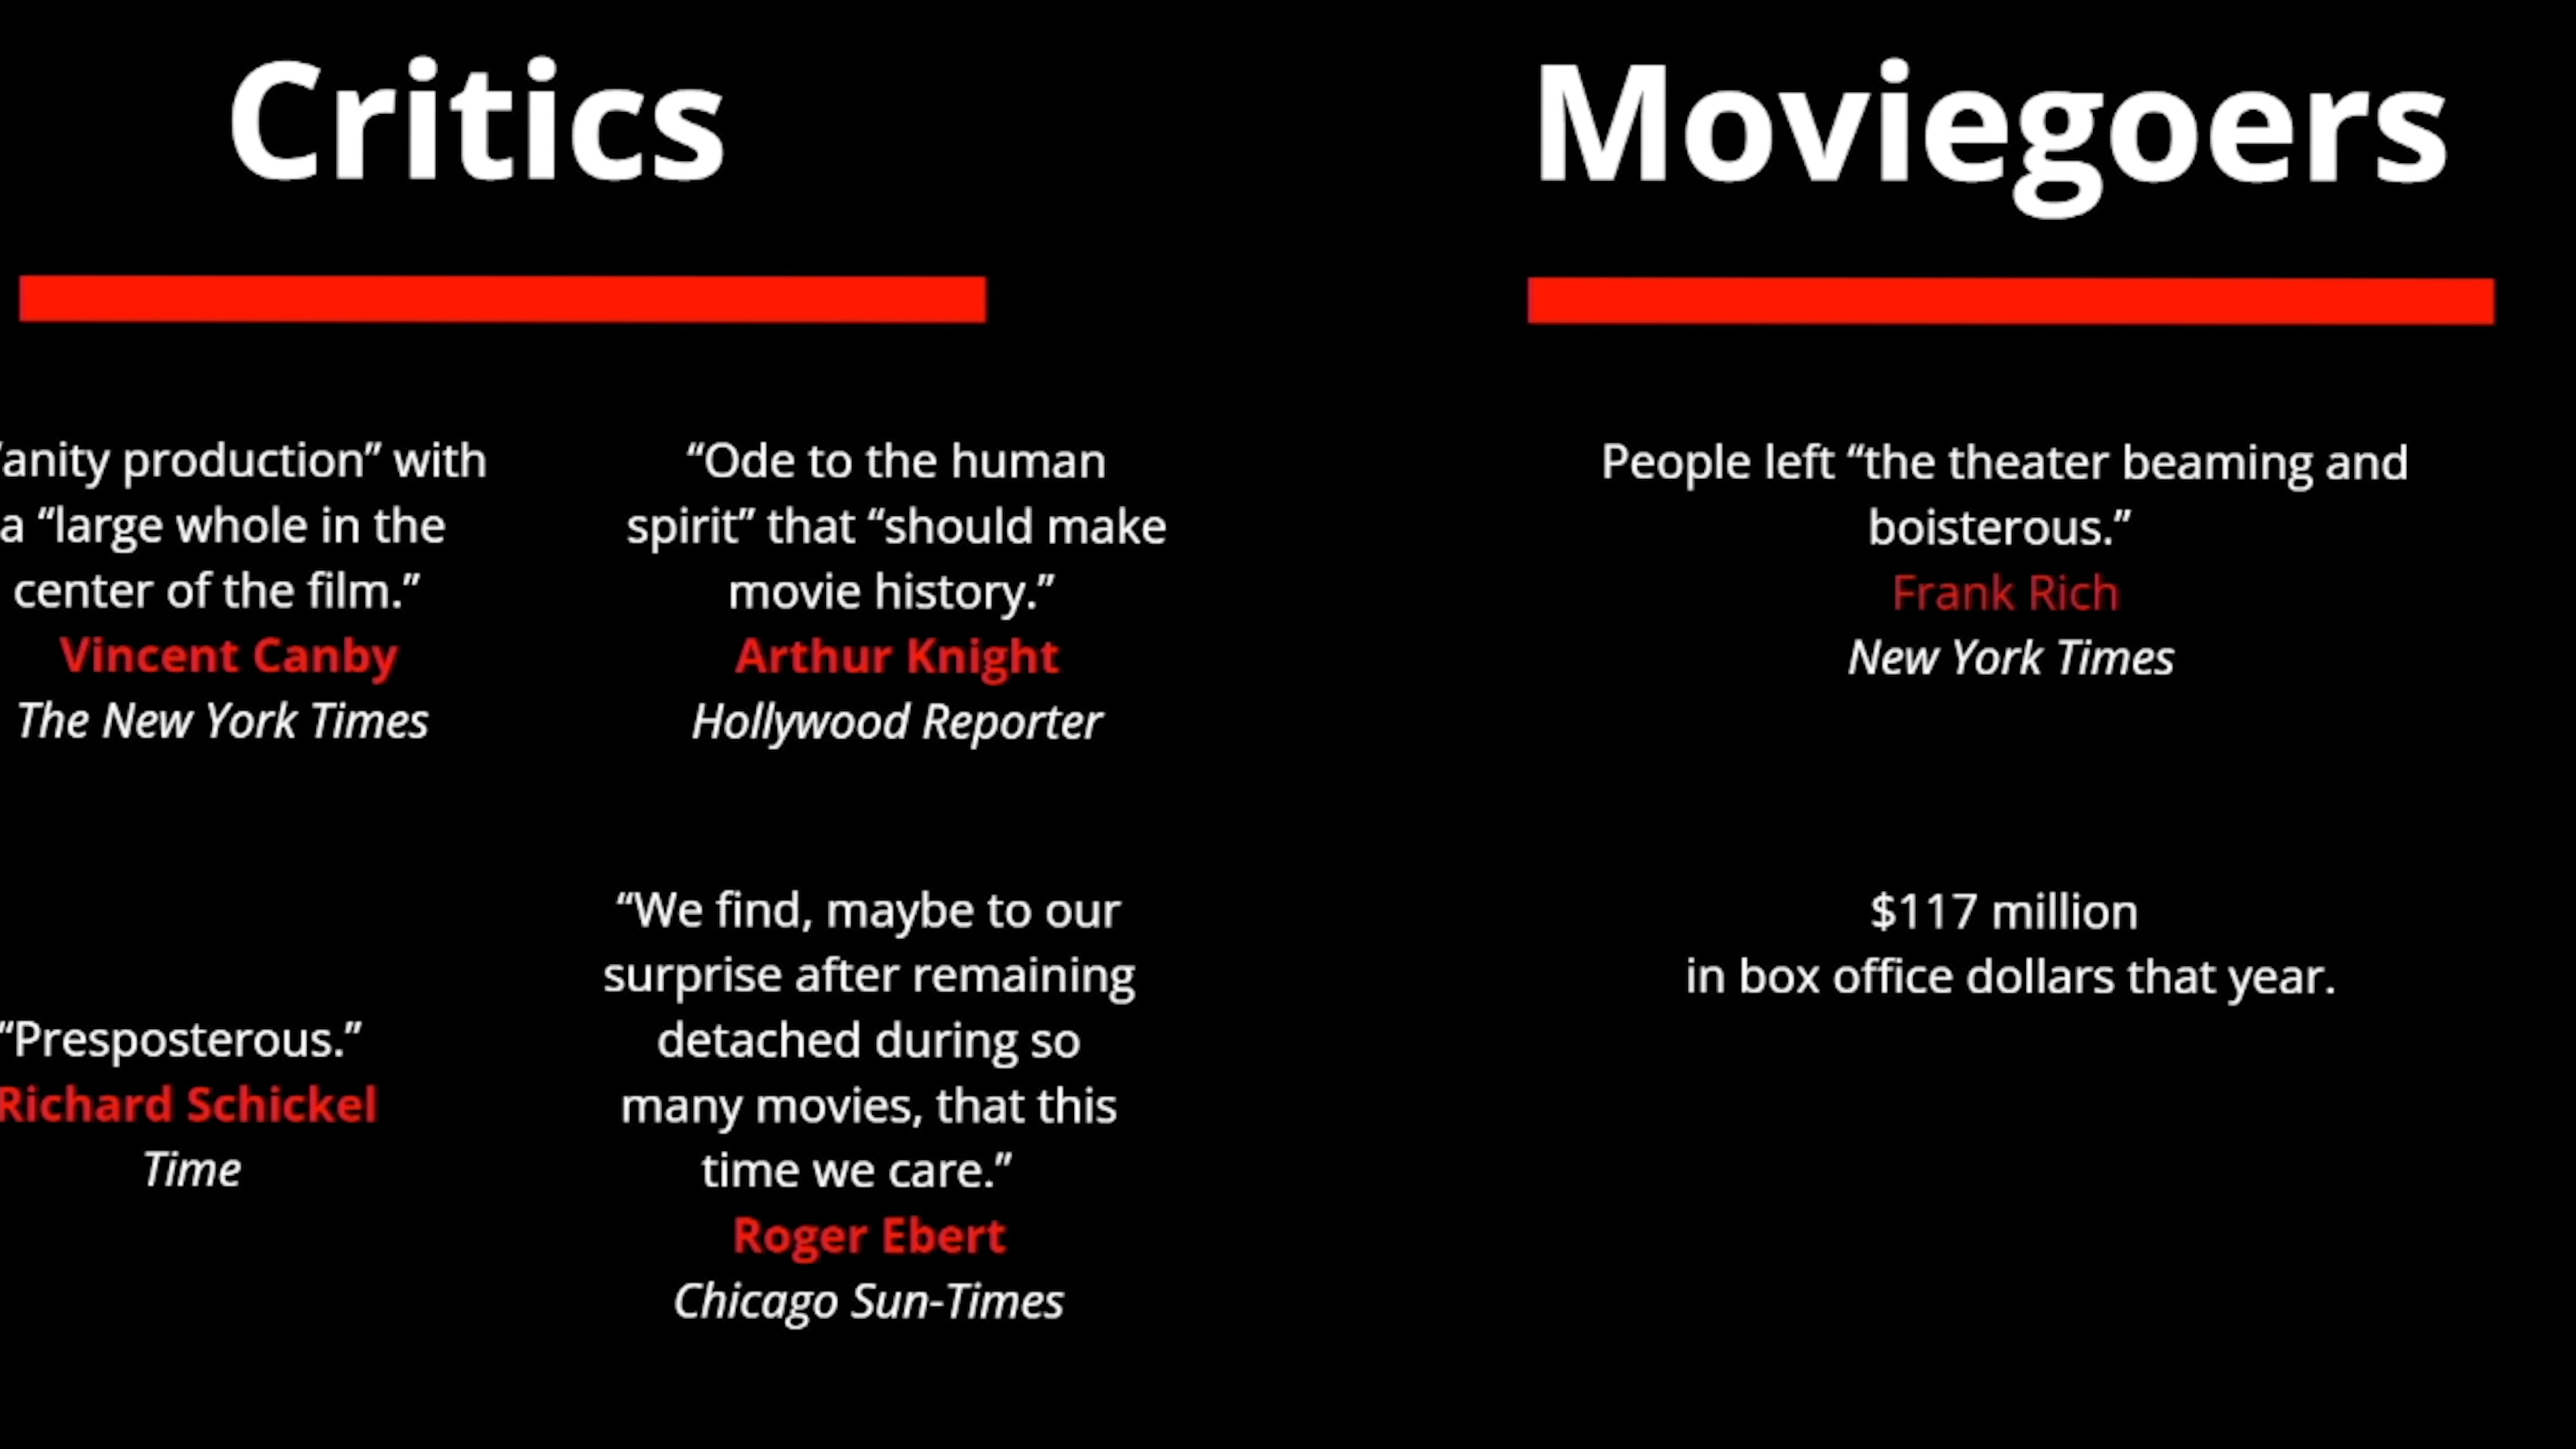 Critics
Moviegoers
anity production” with
a “large whole in the
center of the film.”
Vincent Canby
The New York Times
“Ode to the human
spirit” that “should make
movie history.”
Arthur Knight
Hollywood Reporter
People left “the theater beaming and
boisterous.”
Frank Rich
New York Times
“Presposterous.”
Richard Schickel
Time
“We find, maybe to our
surprise after remaining
detached during so
many movies, that this
time we care.”
Roger Ebert
Chicago Sun-Times
$117 million
in box office dollars that year.